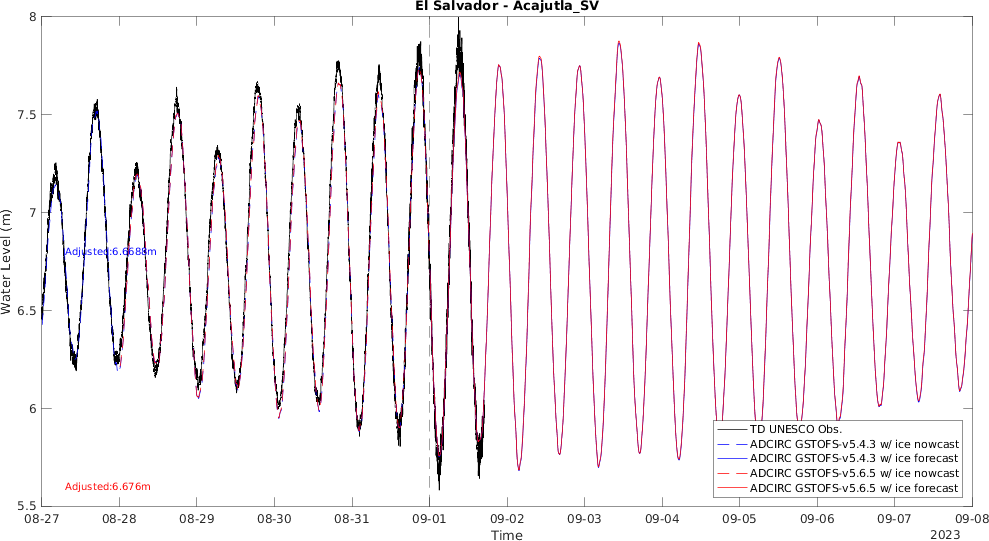 El Salvador - Acajutla_SV
8
7.5
7
6.5
6
5.5
Water Level (m)
Adjusted:6.6688m
Adjusted:6.676m
TD UNESCO Obs.
ADCIRC GSTOFS-v5.4.3 w/ ice nowcast
ADCIRC GSTOFS-v5.4.3 w/ ice forecast
ADCIRC GSTOFS-v5.6.5 w/ ice nowcast
ADCIRC GSTOFS-v5.6.5 w/ ice forecast
08-27 08-28 08-29 08-30 08-31 09-01 09-02 09-03 09-04 09-05 09-06 09-07 09-08
Time
2023